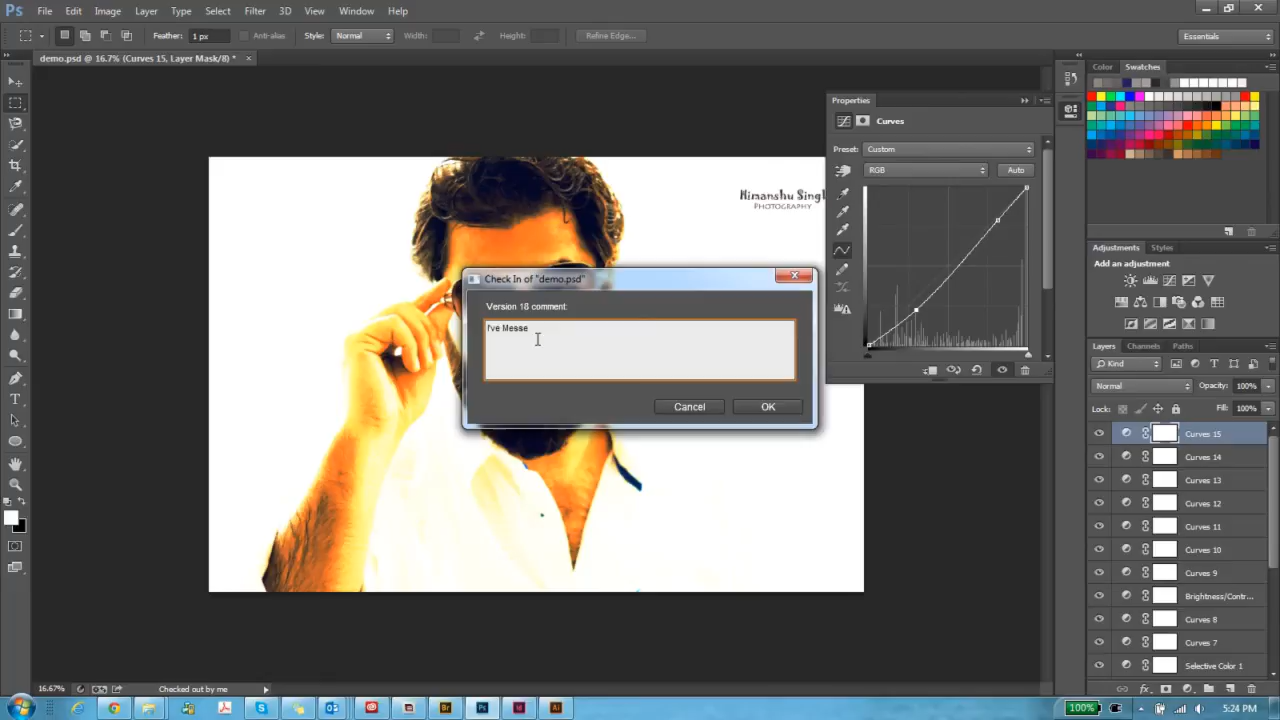 Ps File Edit Image Layer Type Select Filter 3D View Window Help
Feather: 1 px Anti-alias Style: Normal Width: Height: Refine Edge... Essentials
demo.psd @ 16.7% (Curves 15, Layer Mask/8) *
Color Swatches
Properties
Curves
Preset: Custom
RGB Auto
Himanshu Singh
PHOTOGRAPHY
Adjustments Styles
Add an adjustment
Check In of "demo.psd"
Version 18 comment:
I've Messe
Cancel OK
Layers Channels Paths
Kind
Normal Opacity: 100%
Lock: Fill: 100%
Curves 15
Curves 14
Curves 13
Curves 12
Curves 11
Curves 10
Curves 9
Brightness/Contr...
Curves 8
Curves 7
Selective Color 1
16.67% Checked out by me
Br Ps Id Ai 100% 5:24 PM